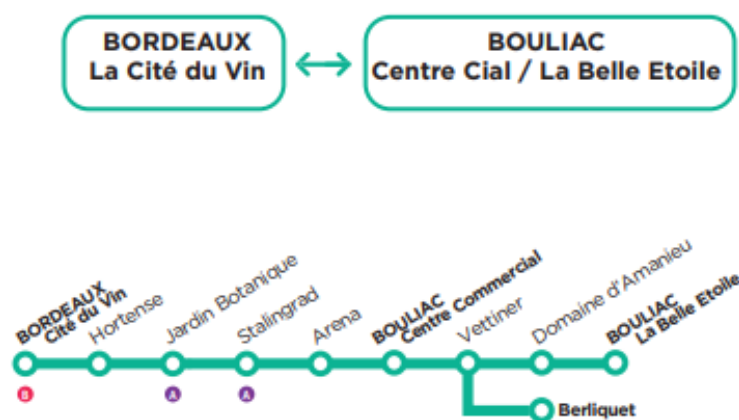 BORDEAUX
La Cité du Vin
BOULIAC
Centre Cial / La Belle Etoile
BORDEAUX
Cité du Vin
Hortense
Jardin Botanique
Stalingrad
Arena
BOULIAC
Centre Commercial
Vettiner
Domaine d'Amanieu
BOULIAC
La Belle Etoile
B
A
A
Berliquet